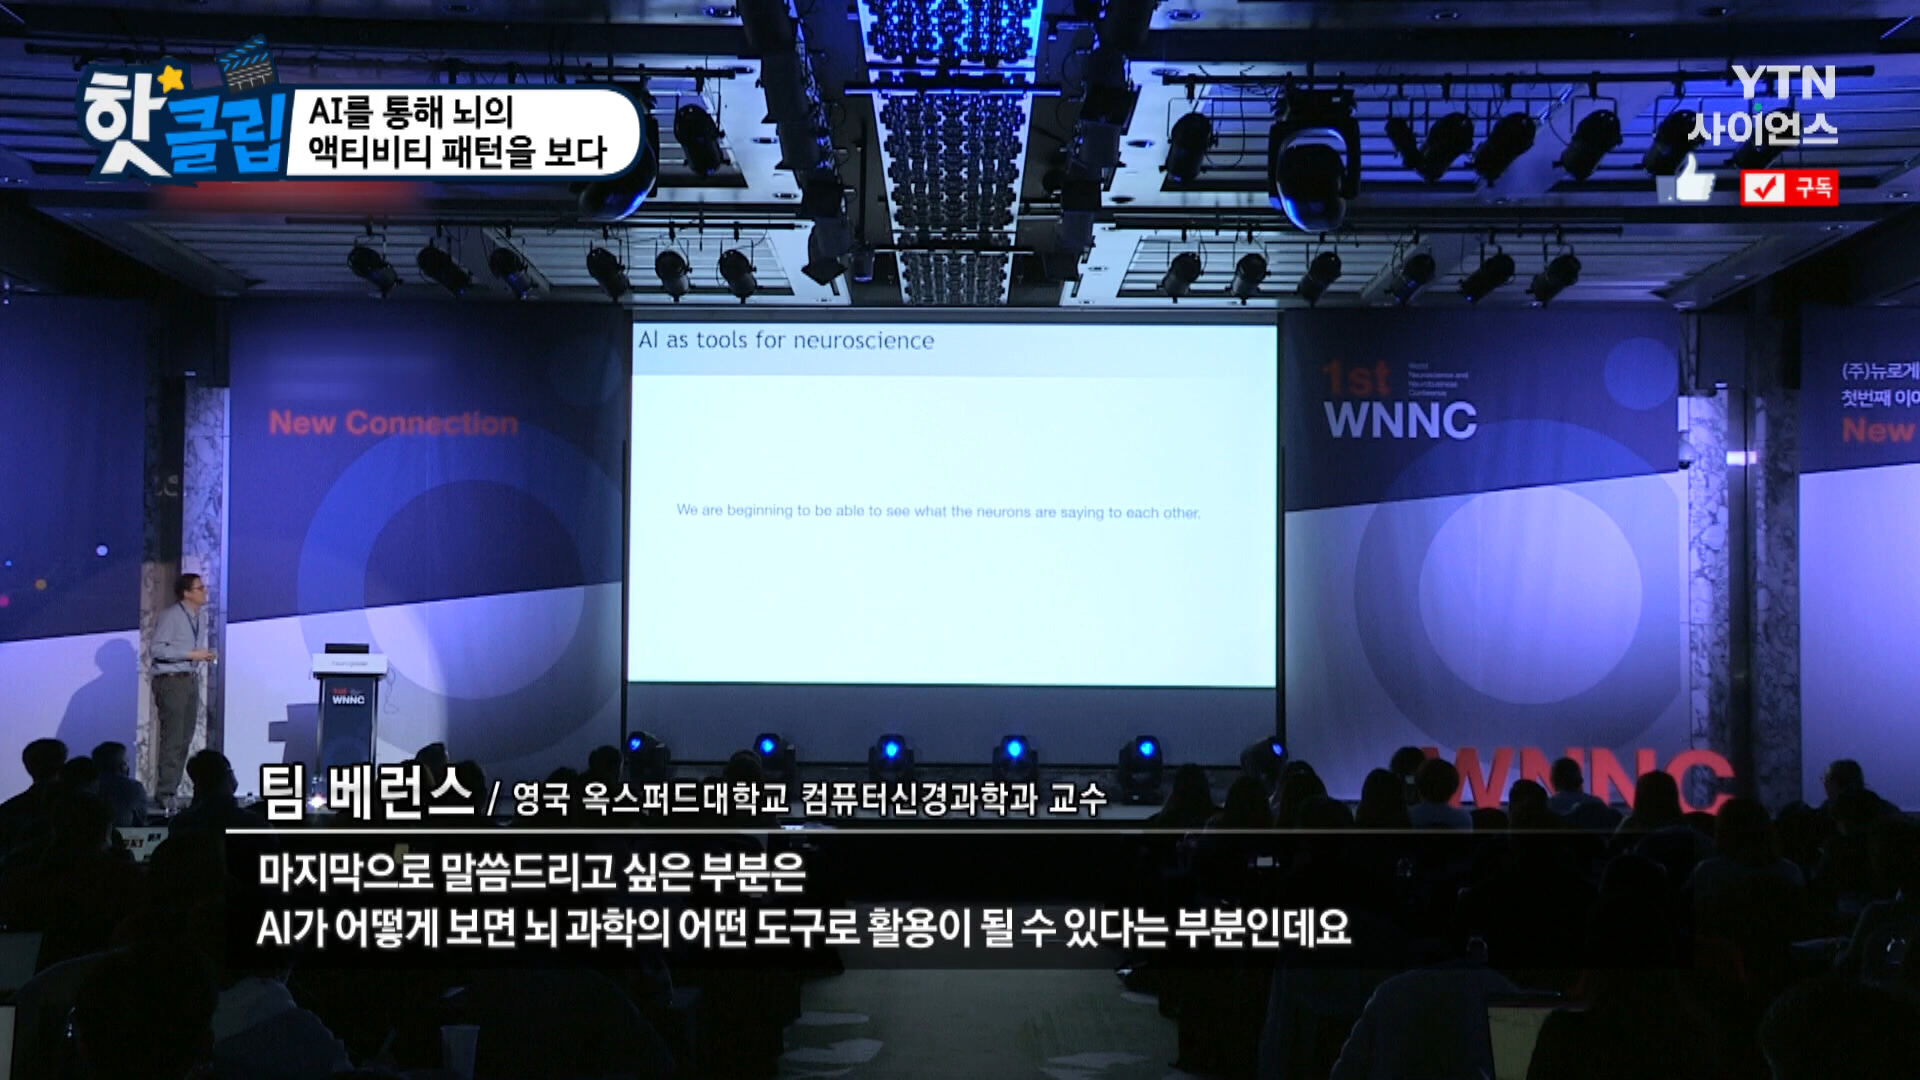 핫클립
AI를 통해 뇌의
액티비티 패턴을 보다
YTN
사이언스
구독
AI as tools for neuroscience
We are beginning to be able to see what the neurons are saying to each other.
New Connection
1st
World
Neuroscience and
Neurobusiness
Conference
WNNC
(주)뉴로게
첫번째 이야
New
WNNC
WNNC
팀 베런스 / 영국 옥스퍼드대학교 컴퓨터신경과학과 교수
마지막으로 말씀드리고 싶은 부분은
AI가 어떻게 보면 뇌 과학의 어떤 도구로 활용이 될 수 있다는 부분인데요